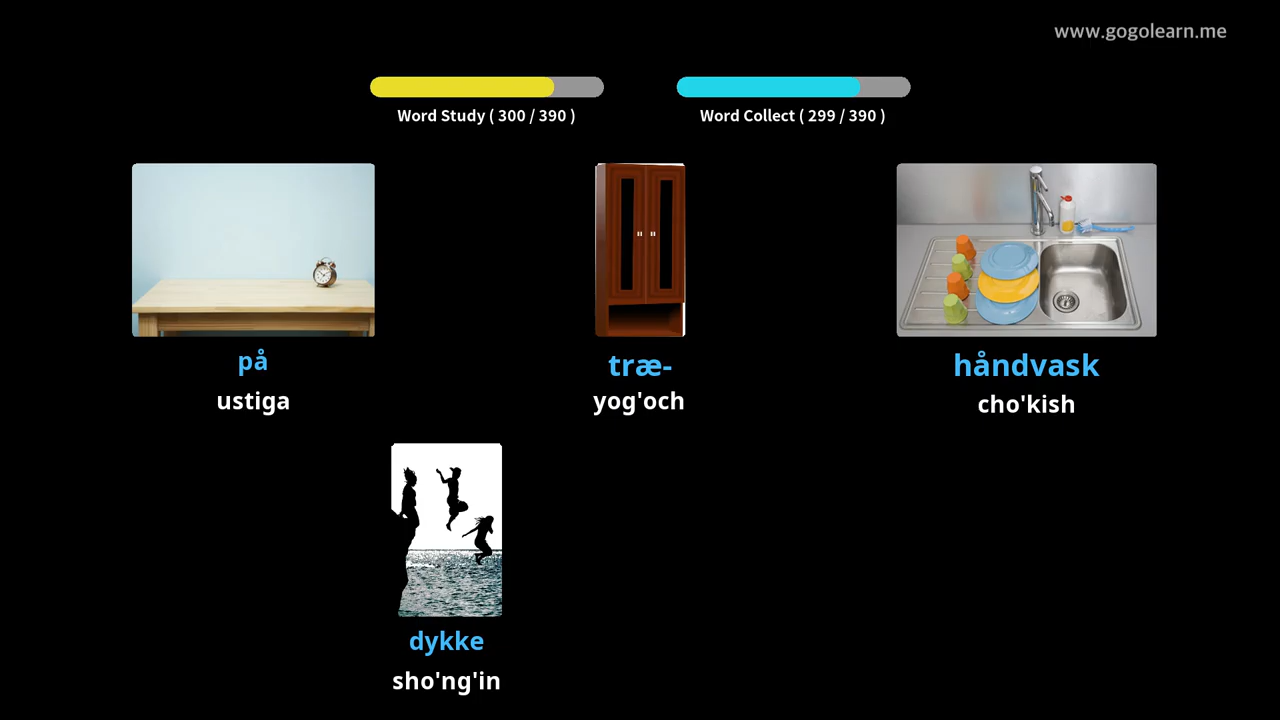 www.gogolearn.me
Word Study ( 300 / 390 )
Word Collect ( 299 / 390 )
på
ustiga
træ-
yog'och
håndvask
cho'kish
dykke
sho'ng'in